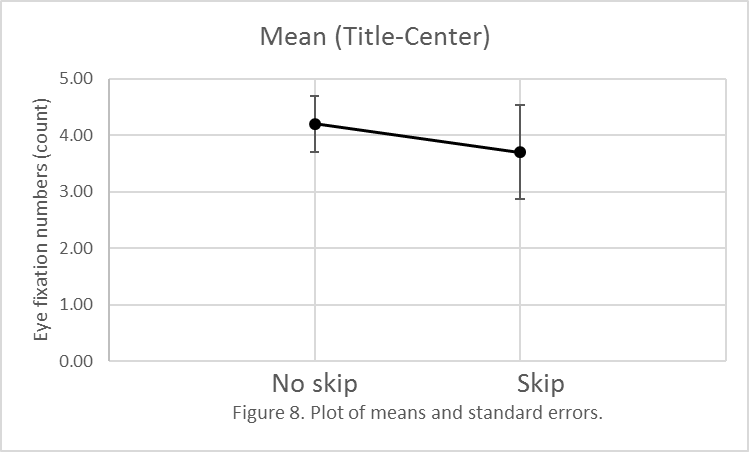 Mean (Title-Center)
Eye fixation numbers (count)
5.00
4.00
3.00
2.00
1.00
0.00
No skip Skip
Figure 8. Plot of means and standard errors.